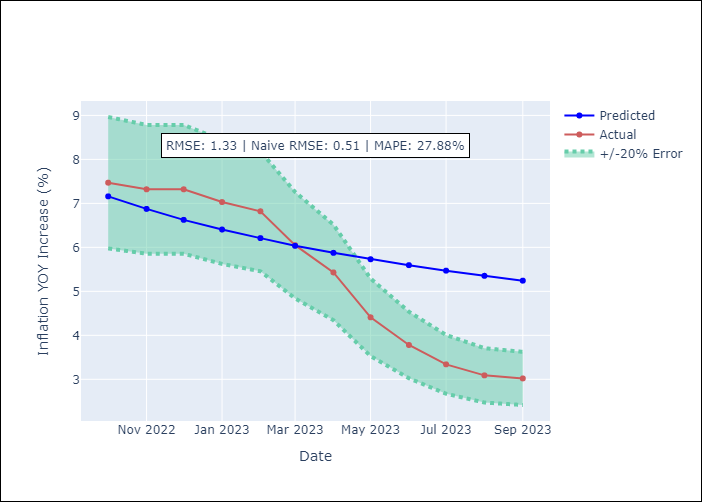 RMSE: 1.33 | Naive RMSE: 0.51 | MAPE: 27.88%
Predicted
Actual
+/-20% Error
Inflation YOY Increase (%)
9
8
7
6
5
4
3
Nov 2022
Jan 2023
Mar 2023
May 2023
Jul 2023
Sep 2023
Date